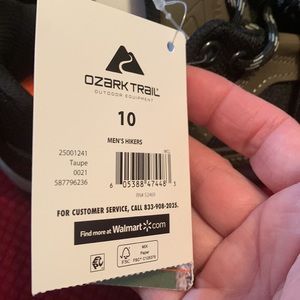 OZARK TRAIL
OUTDOOR EQUIPMENT
10
MEN'S HIKERS
25001241
Taupe
0021
587796236
6 05388 47448 3
FOR CUSTOMER SERVICE, CALL 833-908-2025.
Find more at Walmart.com
FSC
MIX
Paper